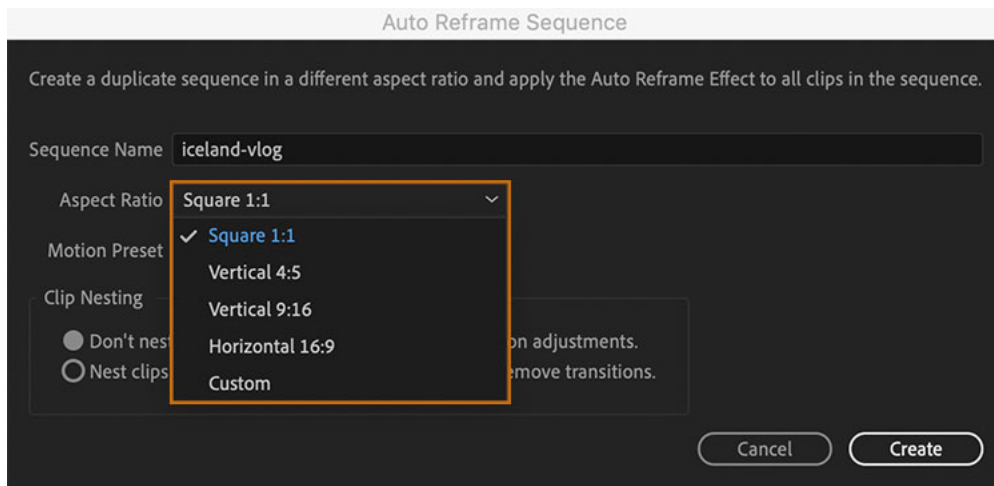 Auto Reframe Sequence
Create a duplicate sequence in a different aspect ratio and apply the Auto Reframe Effect to all clips in the sequence.
Sequence Name iceland-vlog
Aspect Ratio Square 1:1
Square 1:1
Motion Preset
Vertical 4:5
Clip Nesting
Vertical 9:16
Don't nest
Horizontal 16:9
on adjustments.
Nest clips
Custom
remove transitions.
Cancel Create